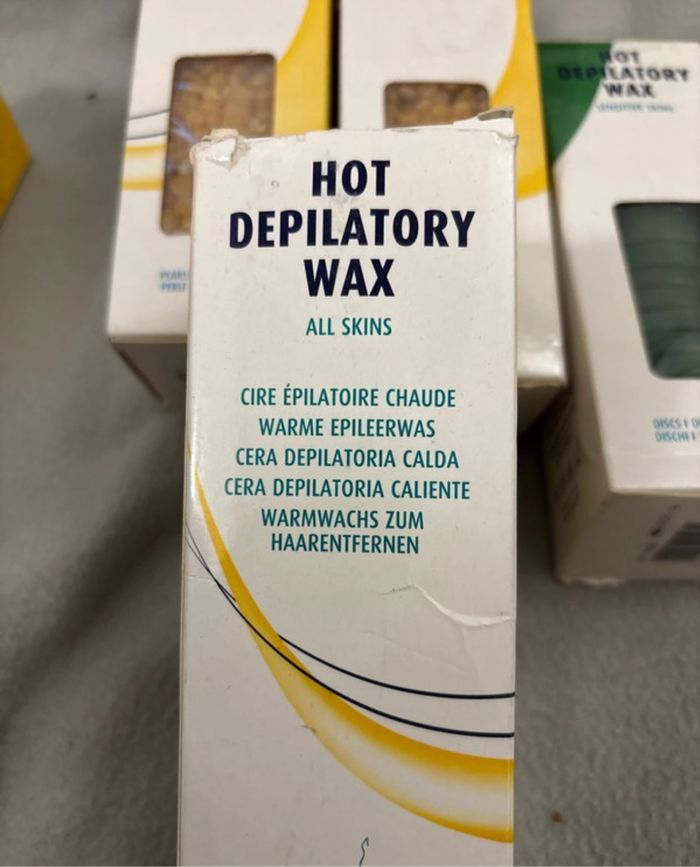 HOT
DEPILATORY
WAX
ALL SKINS
CIRE ÉPILATOIRE CHAUDE
WARME EPILEERWAS
CERA DEPILATORIA CALDA
CERA DEPILATORIA CALIENTE
WARMWACHS ZUM
HAARENTFERNEN
HOT
DEPILATORY
WAX